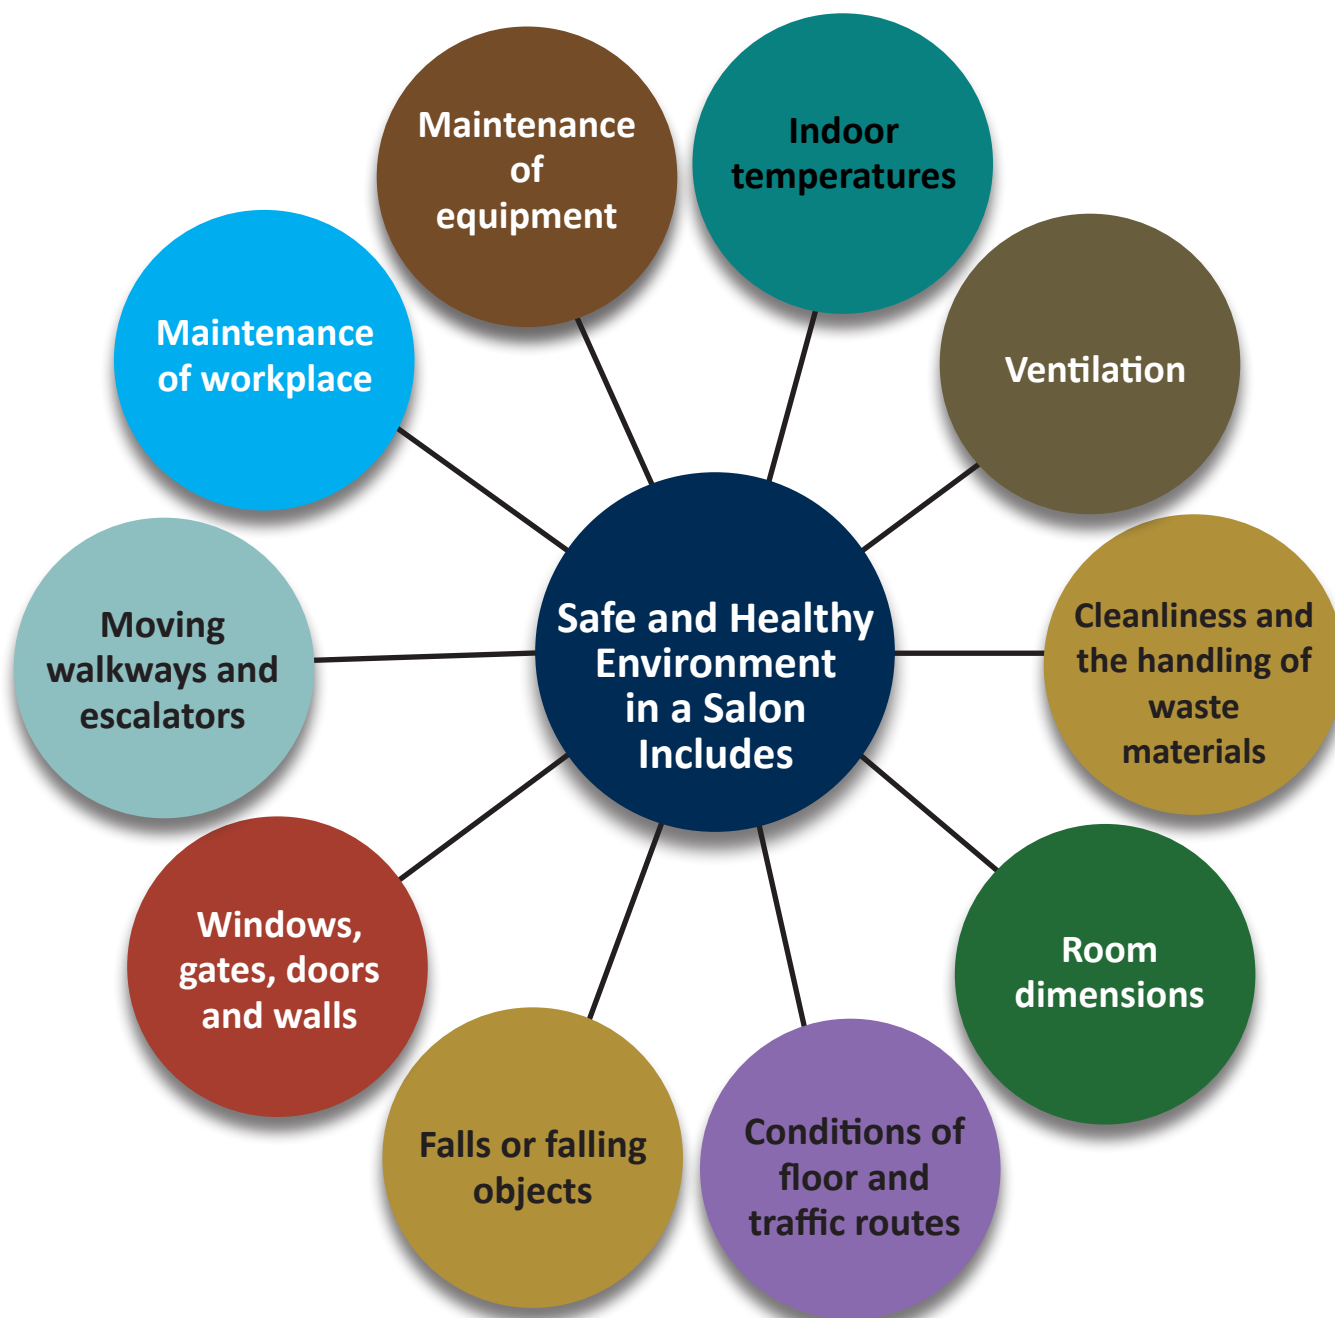 Maintenance
of
equipment
Indoor
temperatures
Maintenance
of workplace
Ventilation
Safe and Healthy
Environment
in a Salon
Includes
Cleanliness and
the handling of
waste
materials
Moving
walkways and
escalators
Windows,
gates, doors
and walls
Room
dimensions
Falls or falling
objects
Conditions of
floor and
traffic routes